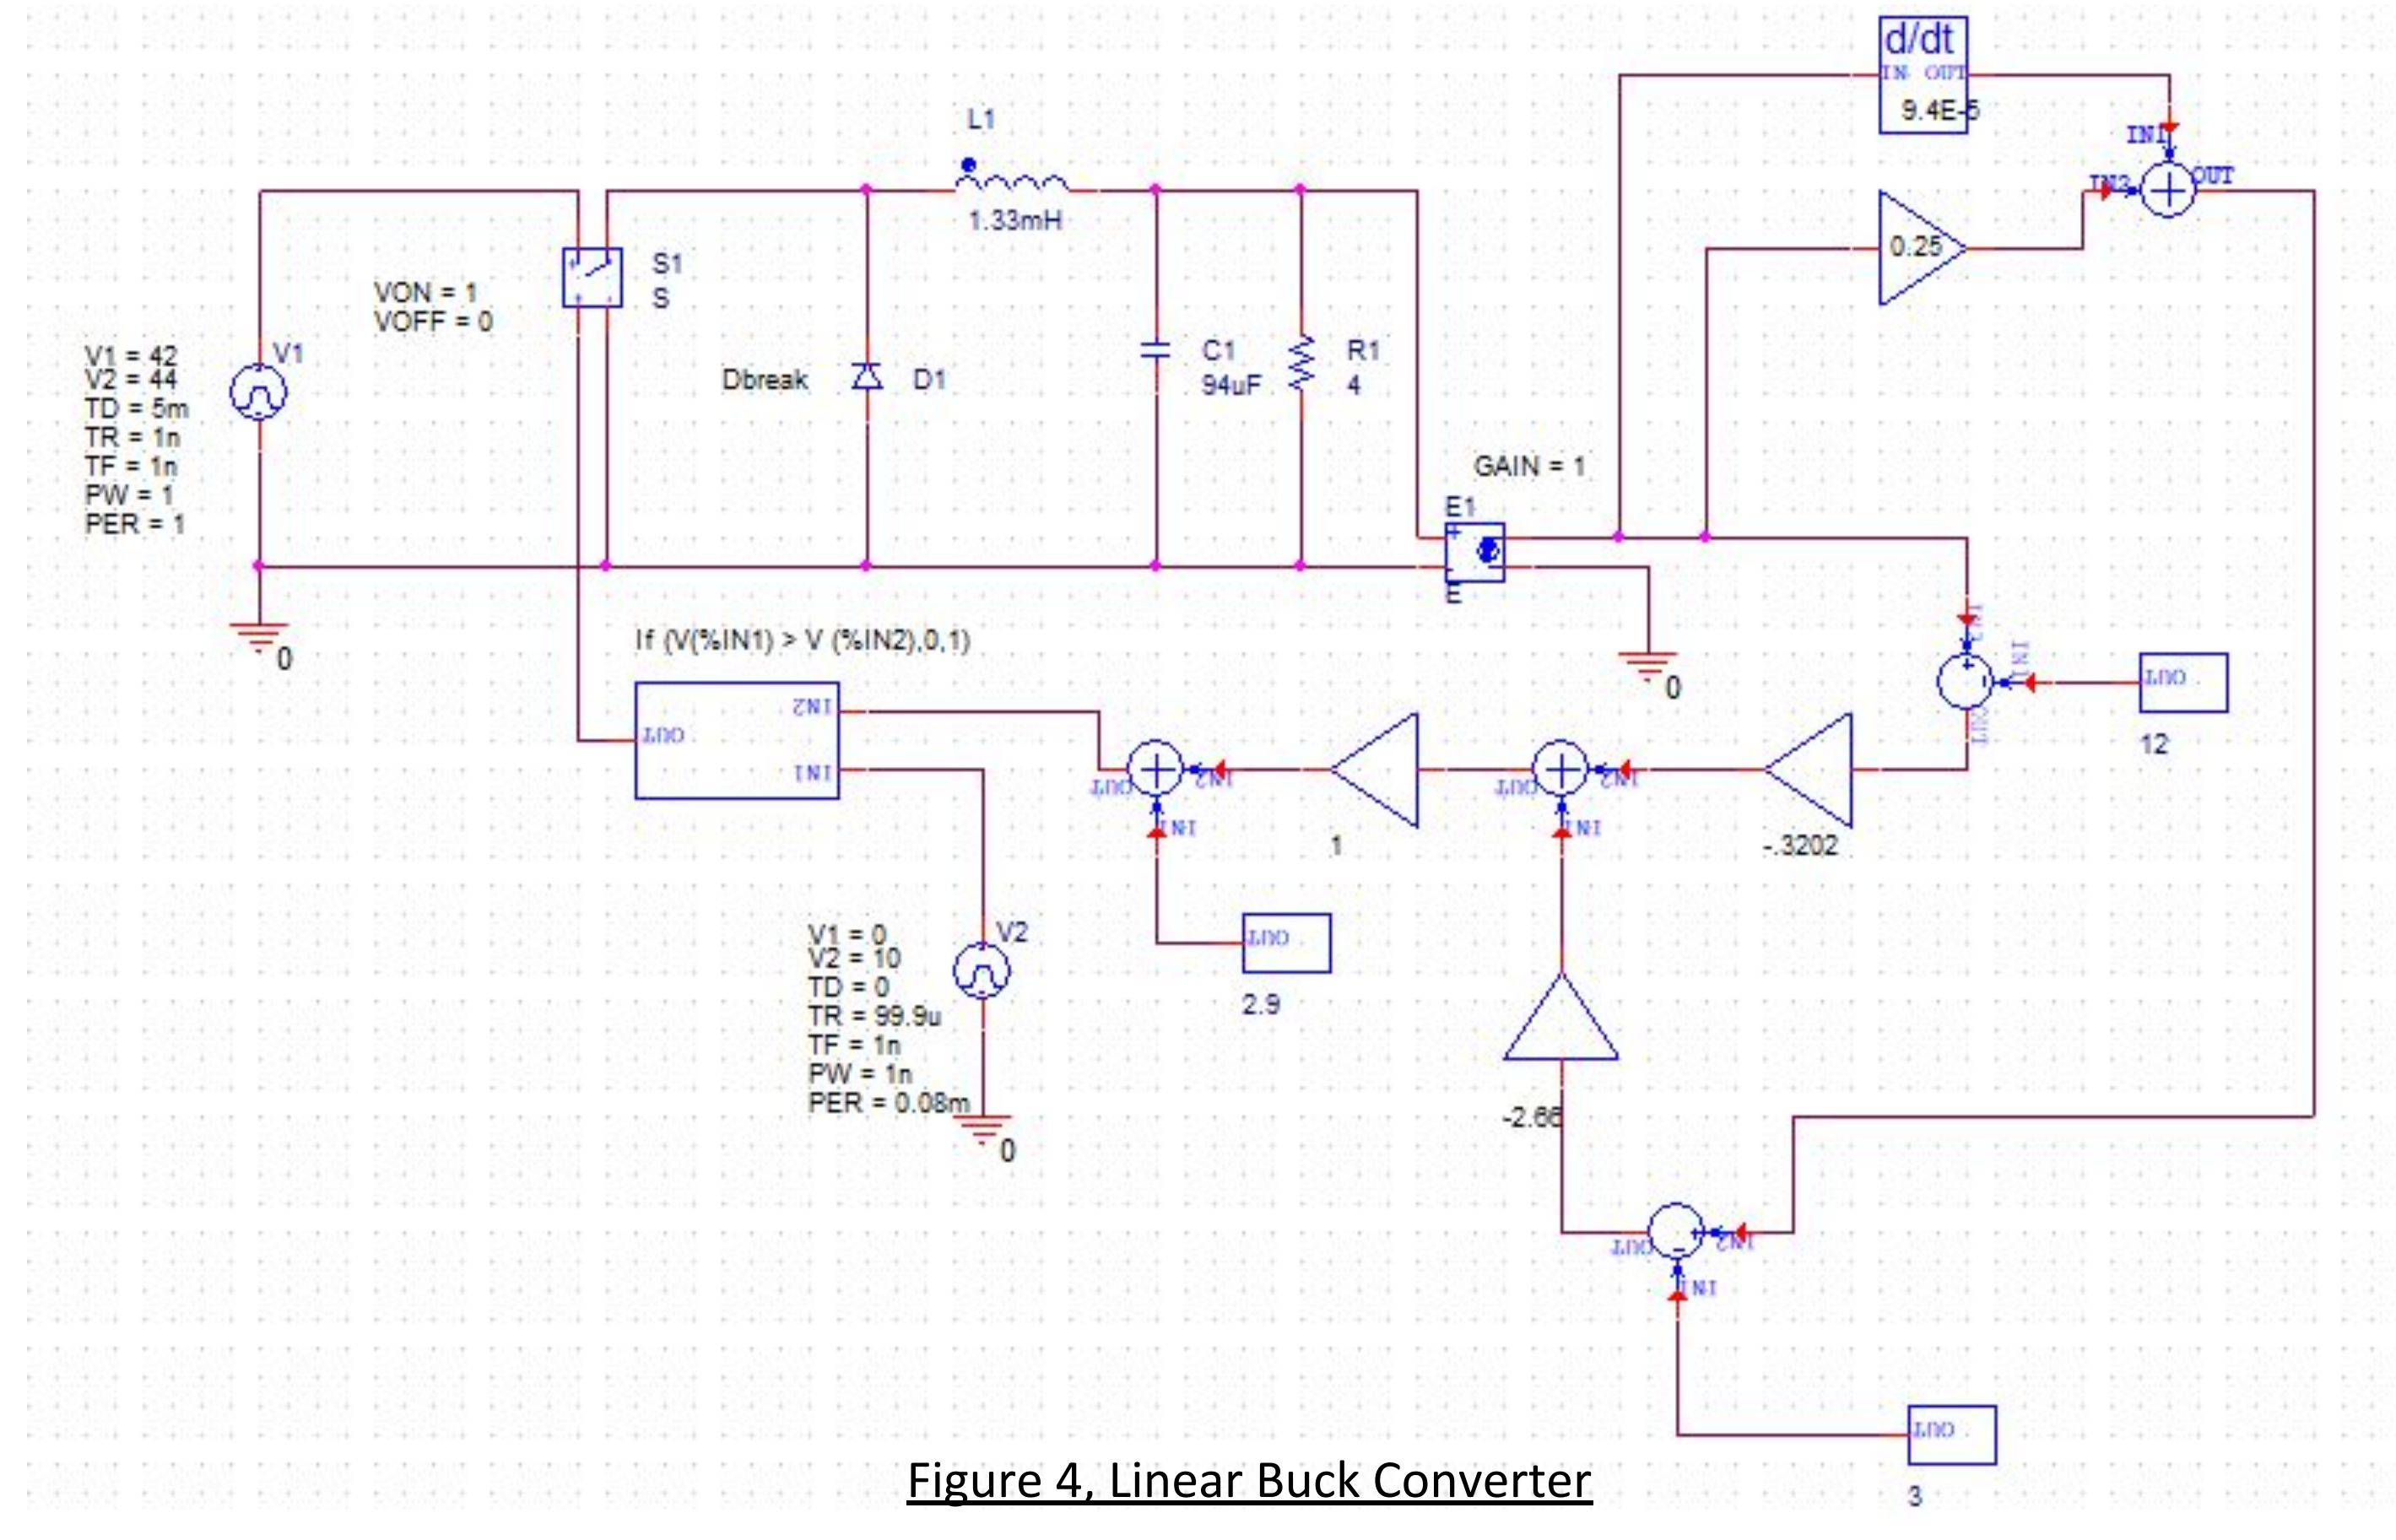 d/dt
IN OUT
9.4E-5
L1
IN1
IN2
OUT
1.33mH
0.25
S1
S
VON = 1
VOFF = 0
V1
V1 = 42
V2 = 44
TD = 5m
TR = 1n
TF = 1n
PW = 1
PER = 1
Dbreak
D1
C1
94uF
R1
4
GAIN = 1
E1
E
0
0
If (V(%IN1) > V (%IN2),0,1)
IN2
OUT
IN1
OUT
IN2
IN1
1
OUT
IN2
IN1
-.3202
IN2
IN1
OUT
OUT
12
OUT
2.9
V2
V1 = 0
V2 = 10
TD = 0
TR = 99.9u
TF = 1n
PW = 1n
PER = 0.08m
0
-2.66
OUT
IN2
IN1
OUT
3
Figure 4, Linear Buck Converter